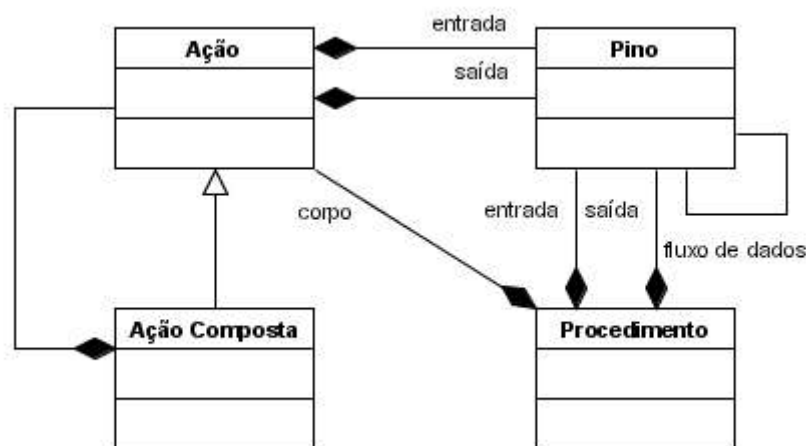 Ação
entrada
Pino
saída
corpo
entrada
saída
fluxo de dados
Ação Composta
Procedimento